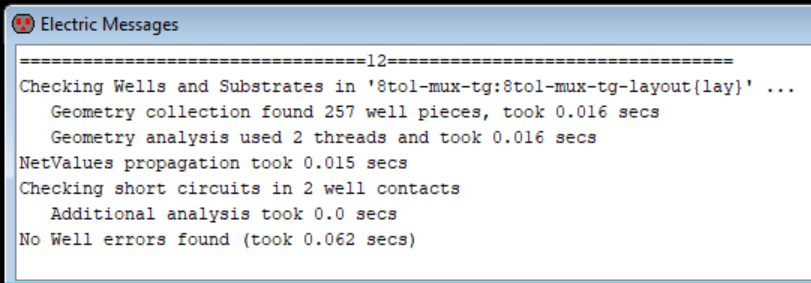 Electric Messages
=================================12=================================
Checking Wells and Substrates in '8to1-mux-tg:8to1-mux-tg-layout{lay}' ...
Geometry collection found 257 well pieces, took 0.016 secs
Geometry analysis used 2 threads and took 0.016 secs
NetValues propagation took 0.015 secs
Checking short circuits in 2 well contacts
Additional analysis took 0.0 secs
No Well errors found (took 0.062 secs)